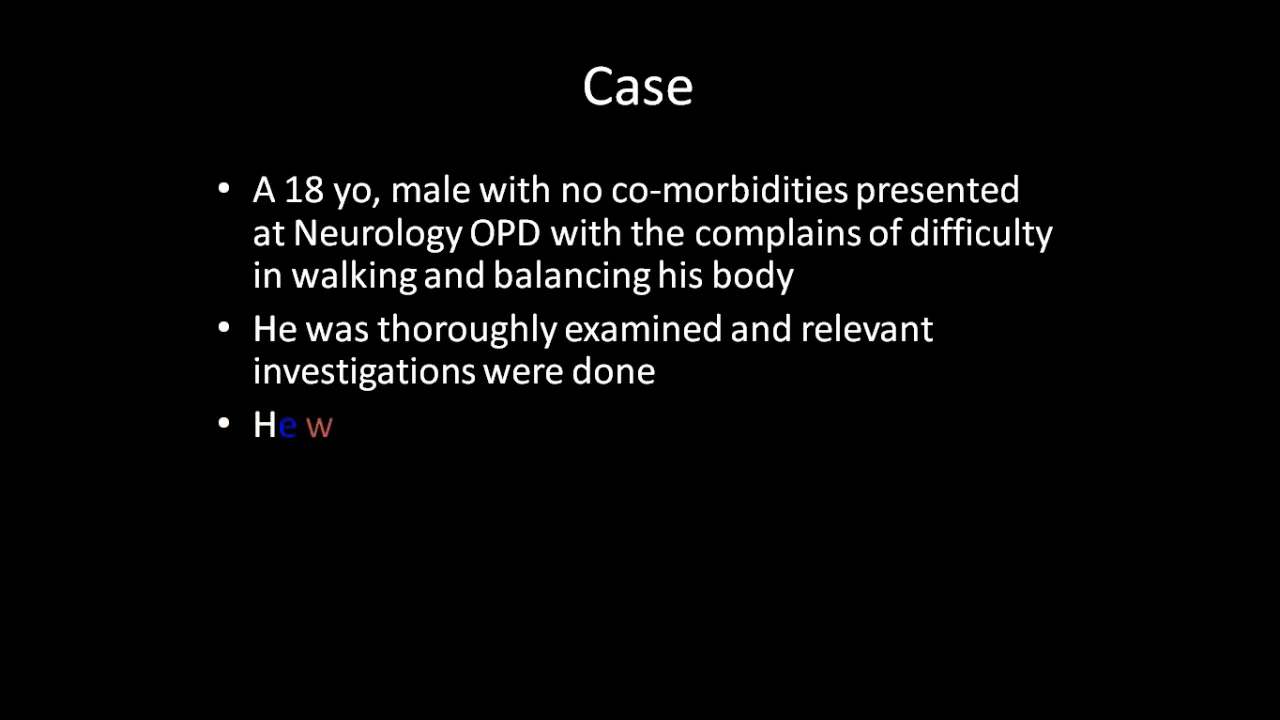 Case
• A 18 yo, male with no co-morbidities presented
at Neurology OPD with the complains of difficulty
in walking and balancing his body
• He was thoroughly examined and relevant
investigations were done
• He w